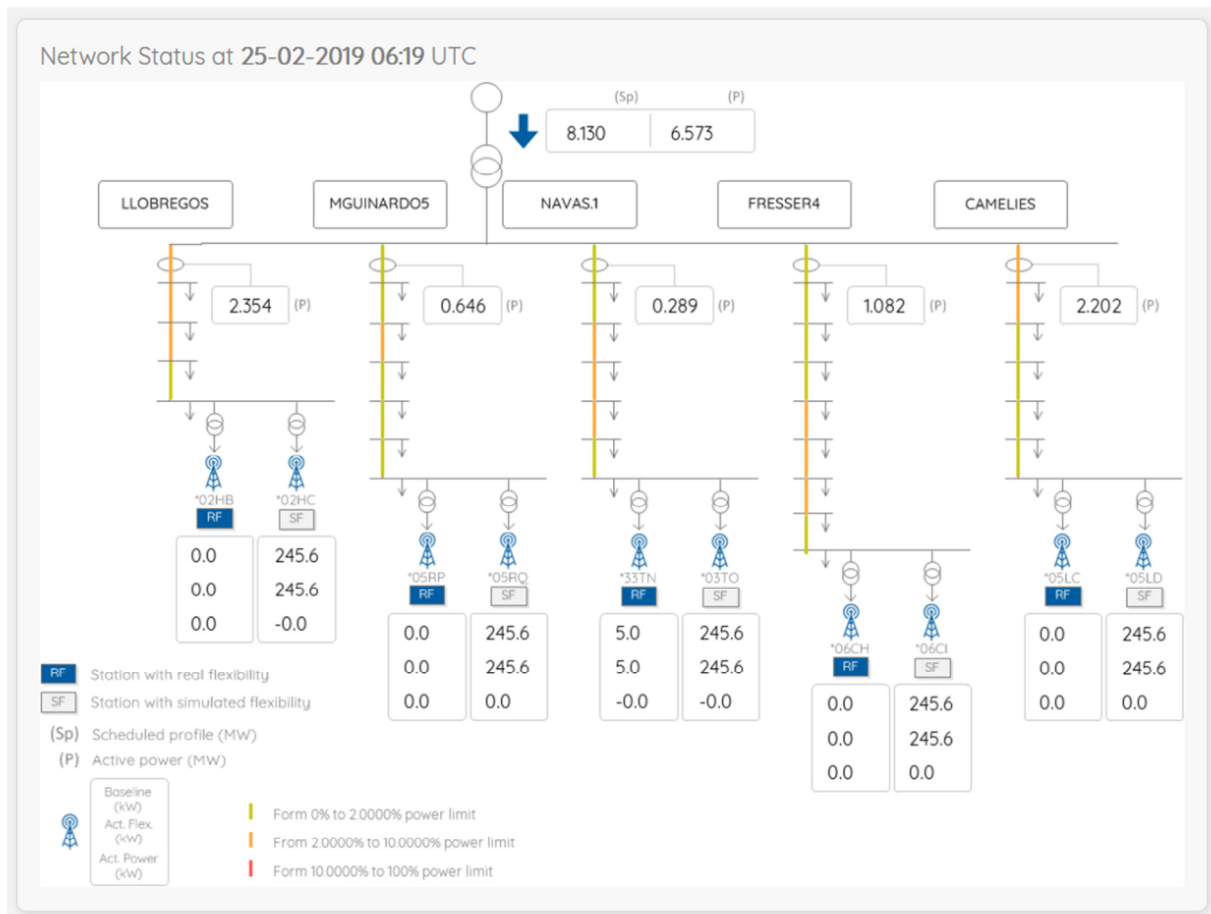 Network Status at 25-02-2019 06:19 UTC
(Sp) (P)
8.130 6.573
LLOBREGOS MGUINARDO5 NAVAS.1 FRESSER4 CAMELIES
2.354 (P) 0.646 (P) 0.289 (P) 1.082 (P) 2.202 (P)
*02HB *02HC
RF SF
0.0 245.6
0.0 245.6
0.0 -0.0
*05RP *05RQ
RF SF
0.0 245.6
0.0 245.6
0.0 0.0
*33TN *03TO
RF SF
5.0 245.6
5.0 245.6
-0.0 -0.0
*06CH *06CI
RF SF
0.0 245.6
0.0 245.6
0.0 0.0
*05LC *05LD
RF SF
0.0 245.6
0.0 245.6
0.0 0.0
RF Station with real flexibility
SF Station with simulated flexibility
(Sp) Scheduled profile (MW)
(P) Active power (MW)
Baseline
(kW)
Act. Flex.
(kW)
Act. Power
(kW)
Form 0% to 2.0000% power limit
From 2.0000% to 10.0000% power limit
Form 10.0000% to 100% power limit